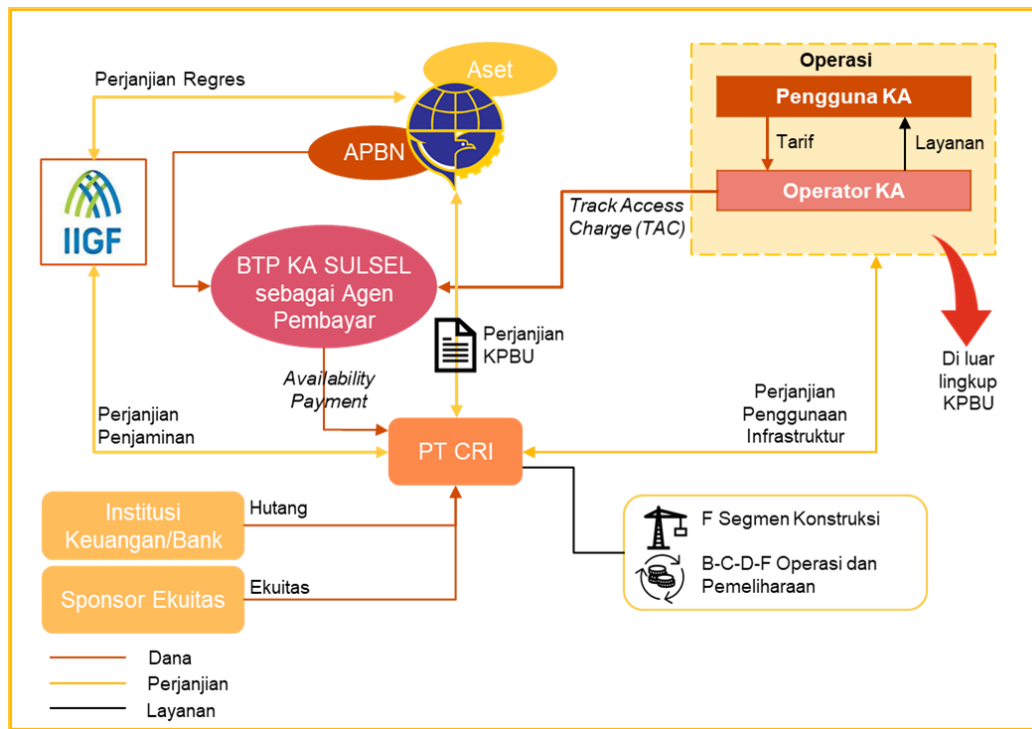 Perjanjian Regres
Aset
APBN
IIGF
Operasi
Pengguna KA
Tarif
Layanan
Operator KA
Track Access
Charge (TAC)
BTP KA SULSEL
sebagai Agen
Pembayar
Perjanjian
KPBU
Di luar
lingkup
KPBU
Availability
Payment
Perjanjian
Penjaminan
PT CRI
Perjanjian
Penggunaan
Infrastruktur
Institusi
Keuangan/Bank
Hutang
Sponsor Ekuitas
Ekuitas
F Segmen Konstruksi
B-C-D-F Operasi dan
Pemeliharaan
Dana
Perjanjian
Layanan